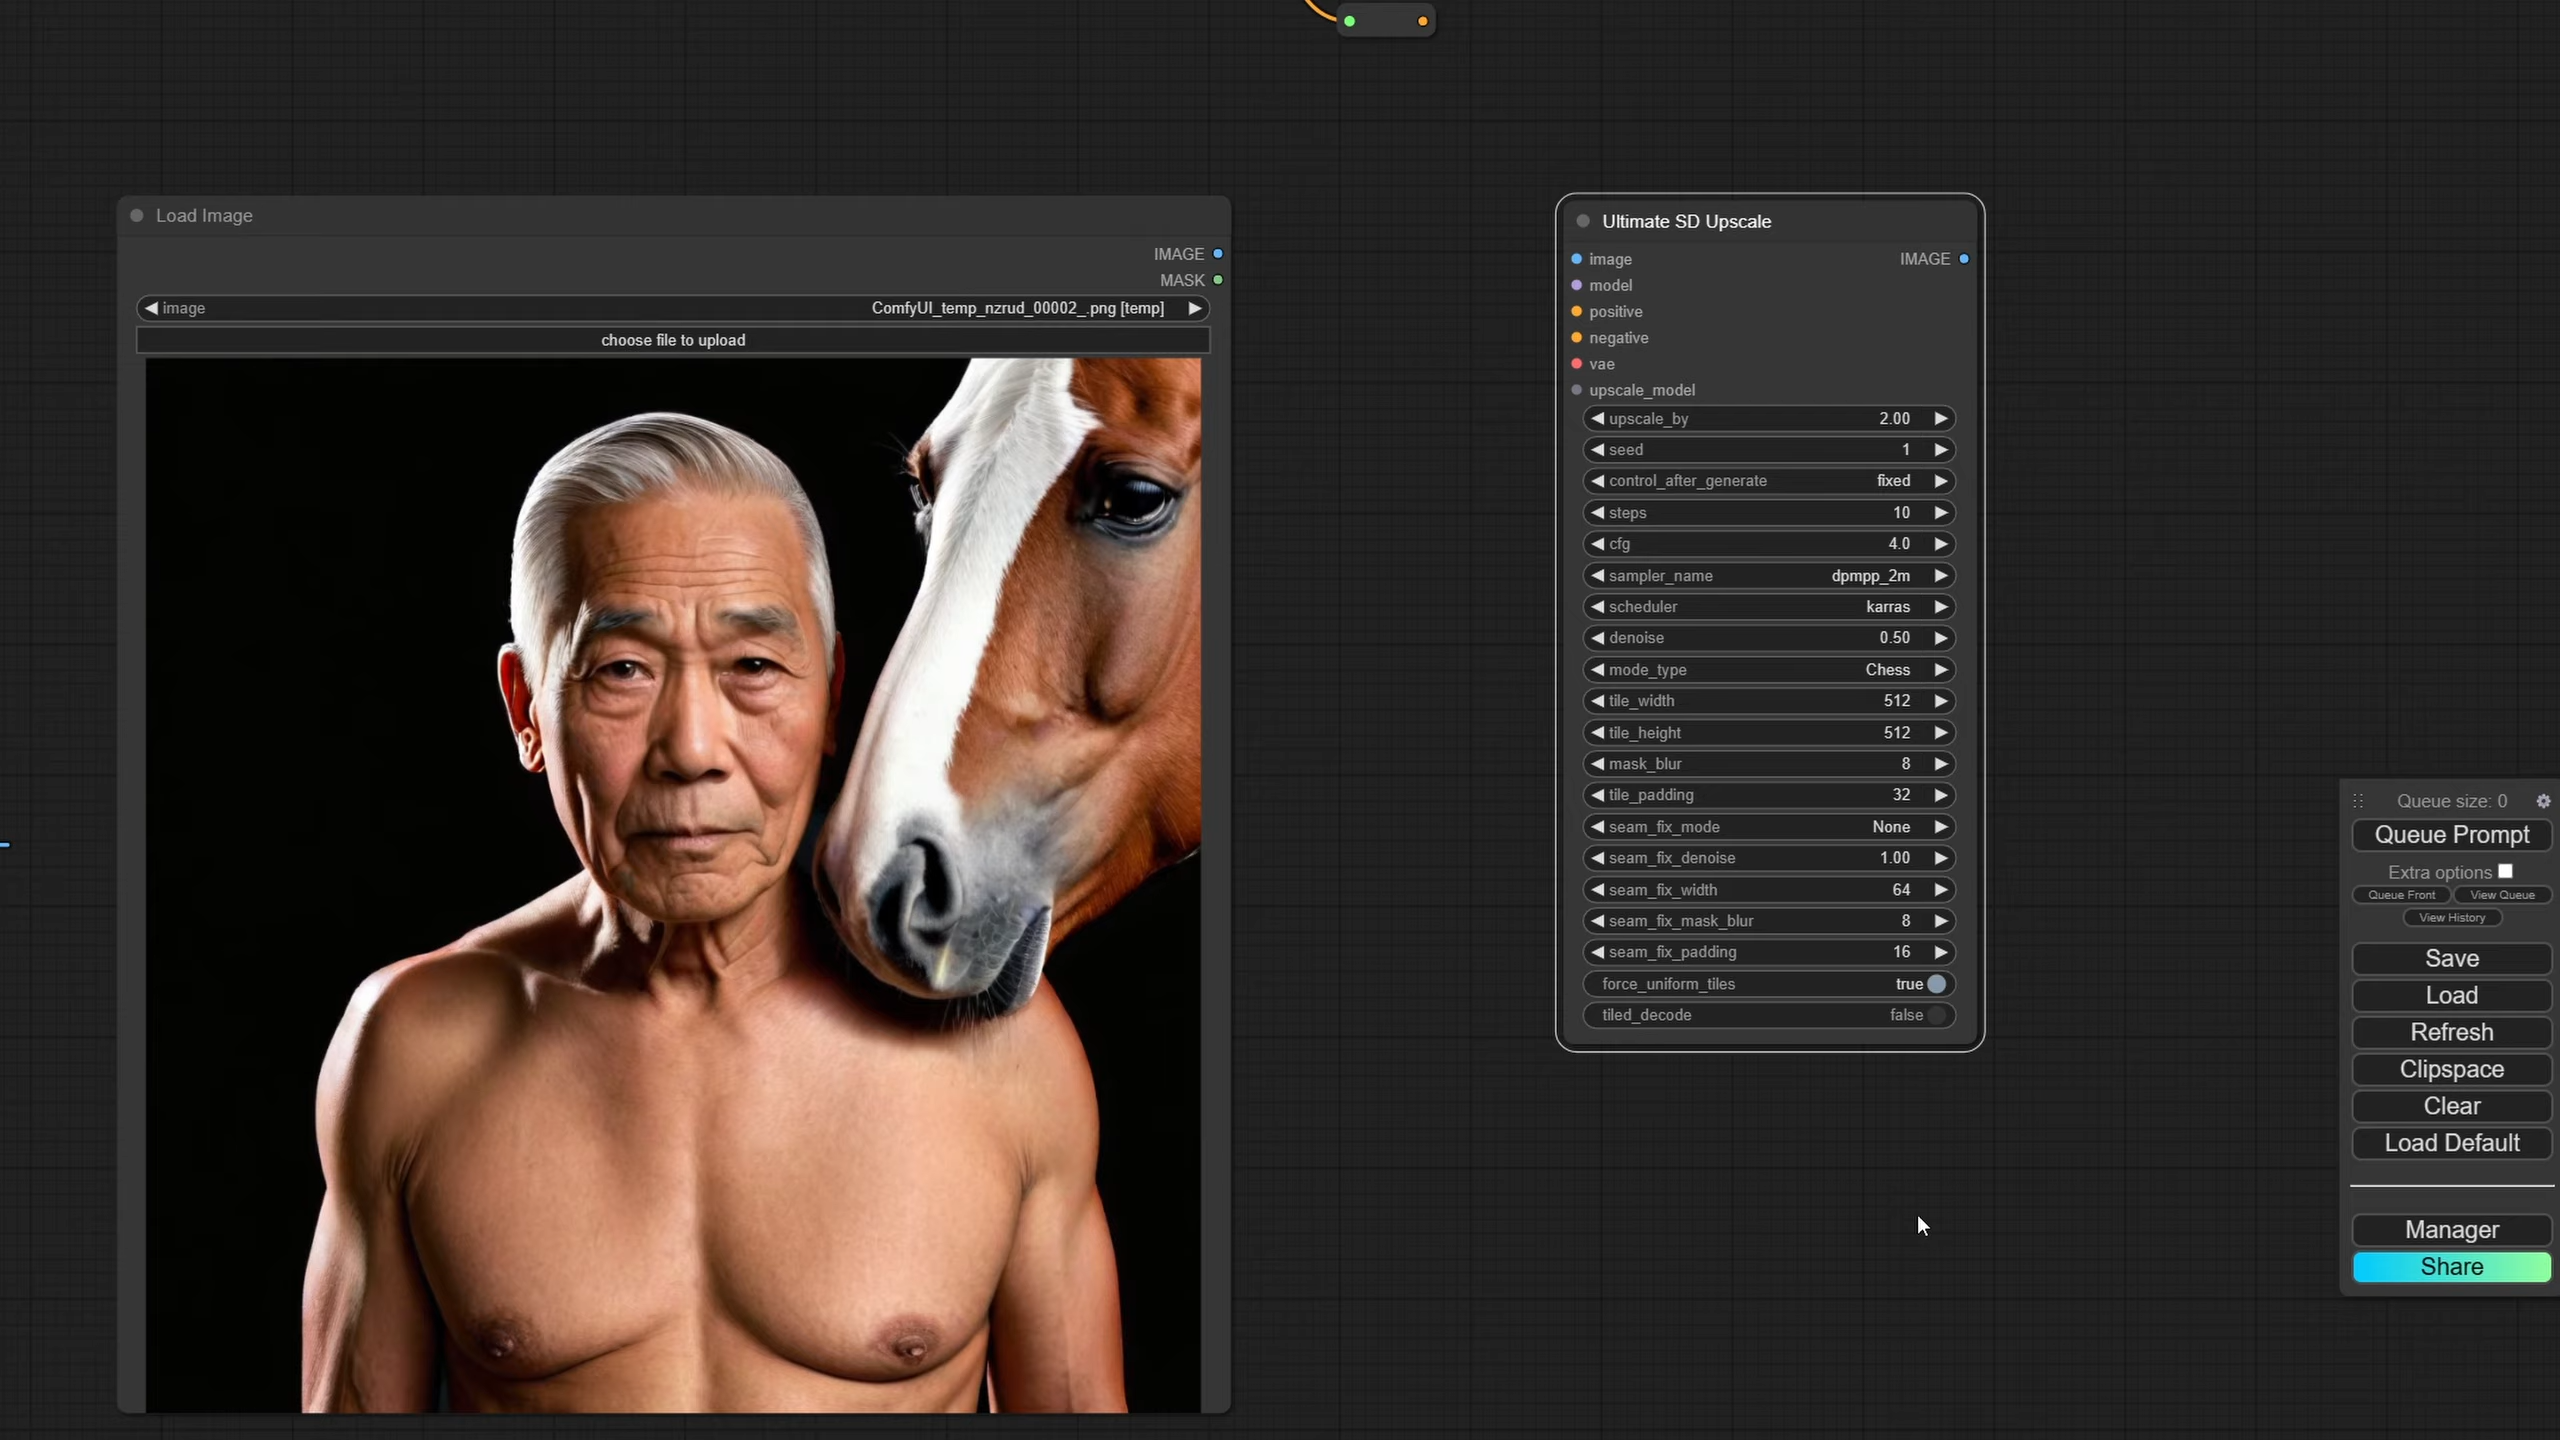 Load Image
IMAGE
MASK
image ComfyUI_temp_nzrud_00002_.png [temp]
choose file to upload
Ultimate SD Upscale
image IMAGE
model
positive
negative
vae
upscale_model
upscale_by 2.00
seed 1
control_after_generate fixed
steps 10
cfg 4.0
sampler_name dpmpp_2m
scheduler karras
denoise 0.50
mode_type Chess
tile_width 512
tile_height 512
mask_blur 8
tile_padding 32
seam_fix_mode None
seam_fix_denoise 1.00
seam_fix_width 64
seam_fix_mask_blur 8
seam_fix_padding 16
force_uniform_tiles true
tiled_decode false
Queue size: 0
Queue Prompt
Extra options
Queue Front View Queue
View History
Save
Load
Refresh
Clipspace
Clear
Load Default
Manager
Share